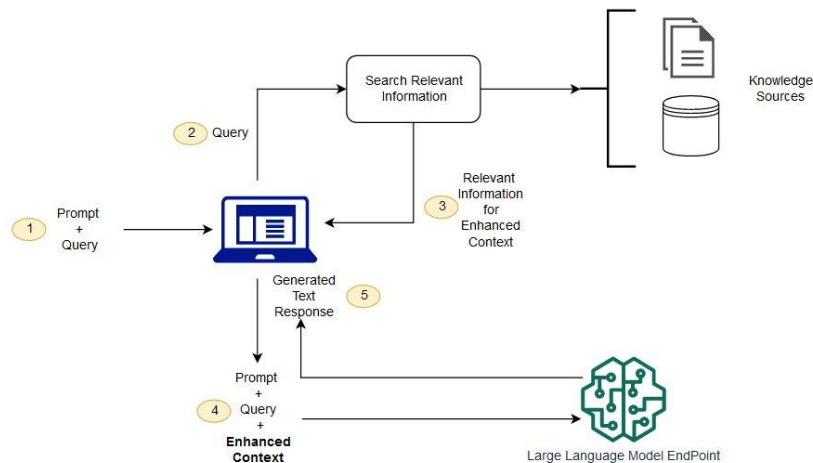 Search Relevant
Information
Knowledge
Sources
2
Query
3
Relevant
Information
for
Enhanced
Context
1
Prompt
+
Query
Generated
Text
Response
5
4
Prompt
+
Query
+
Enhanced
Context
Large Language Model EndPoint